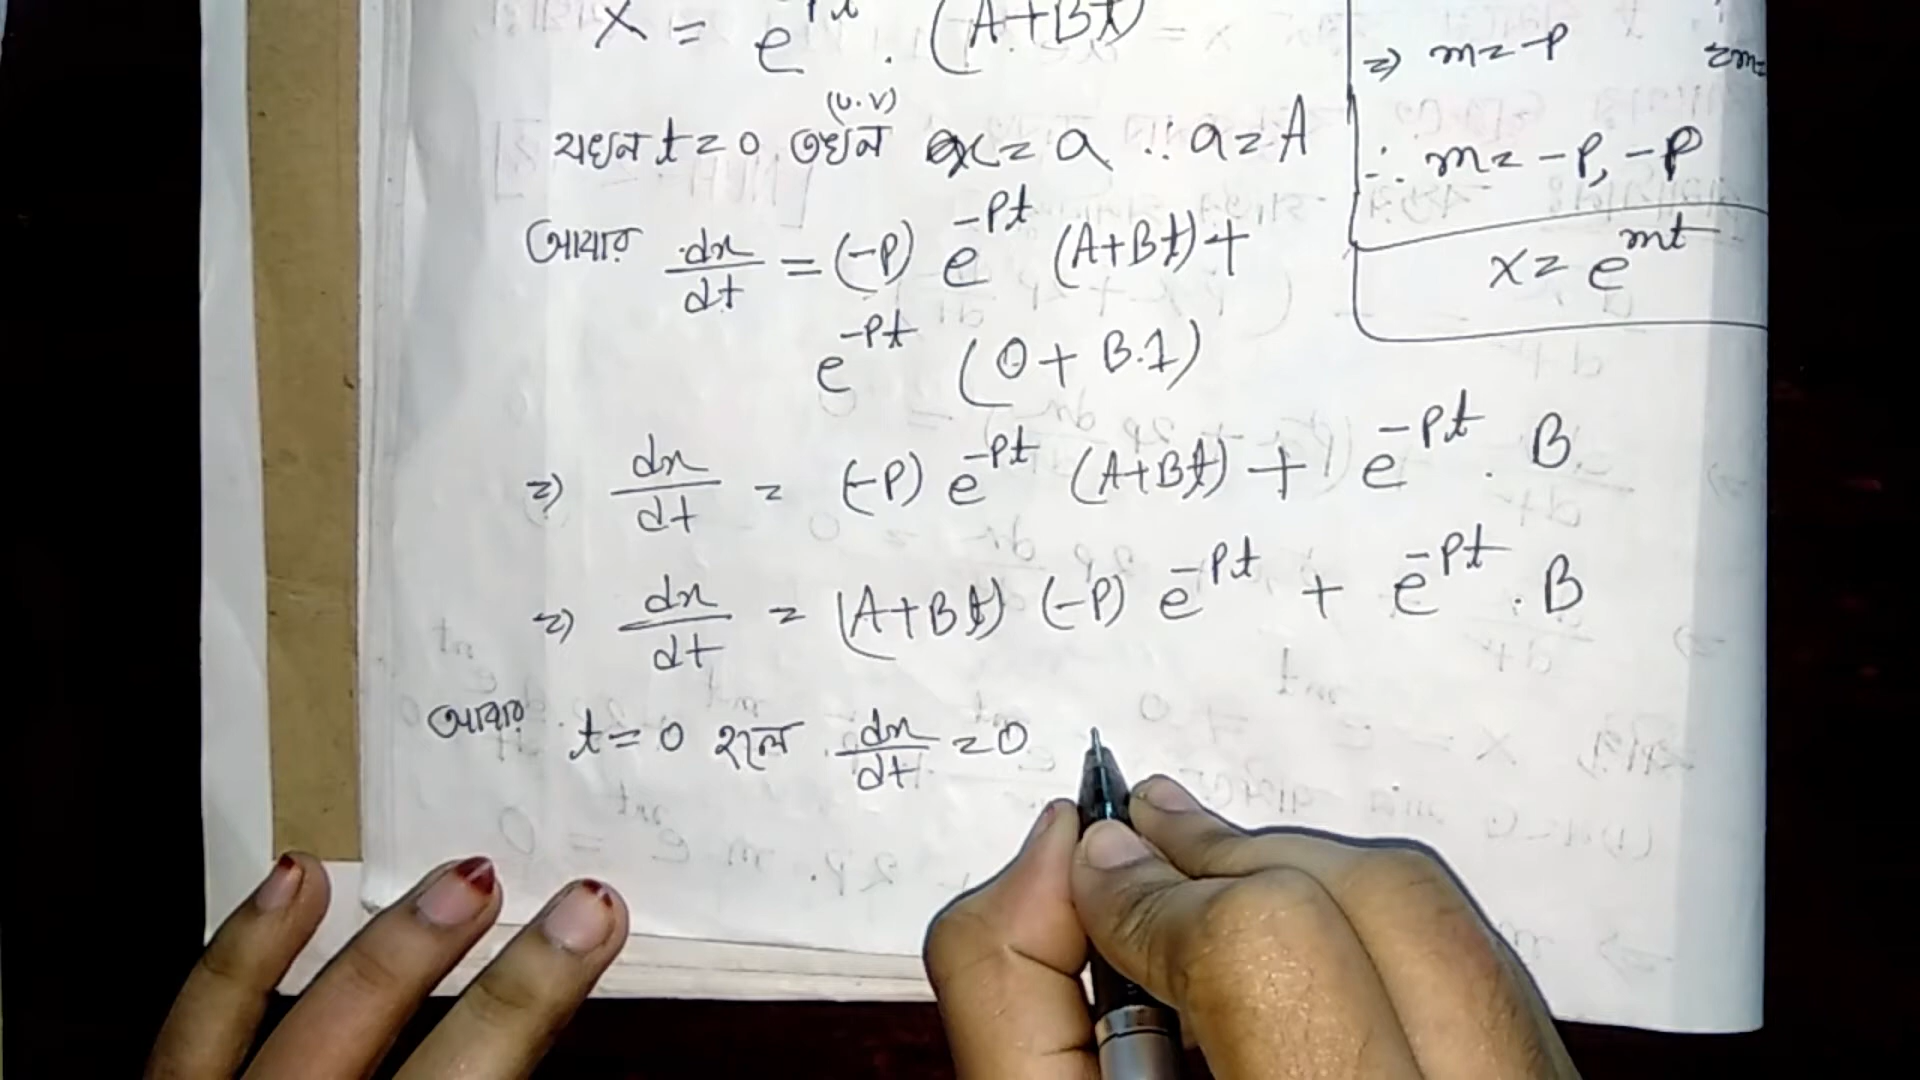 x = e^{-pt} . (A+Bt)
(u.v)
যখন t=0 তখন x=a ∴ a=A
আবার dx/dt = (-p) e^{-pt} (A+Bt) +
e^{-pt} (0+B.1)
⇒ dx/dt = (-p) e^{-pt} (A+Bt) + e^{-pt} . B
⇒ dx/dt = (A+Bt) (-p) e^{-pt} + e^{-pt} . B
আবার t=0 হলে dx/dt =0
⇒ m=-p
⇒m=
∴ m=-p, -p
x= e^{mt}